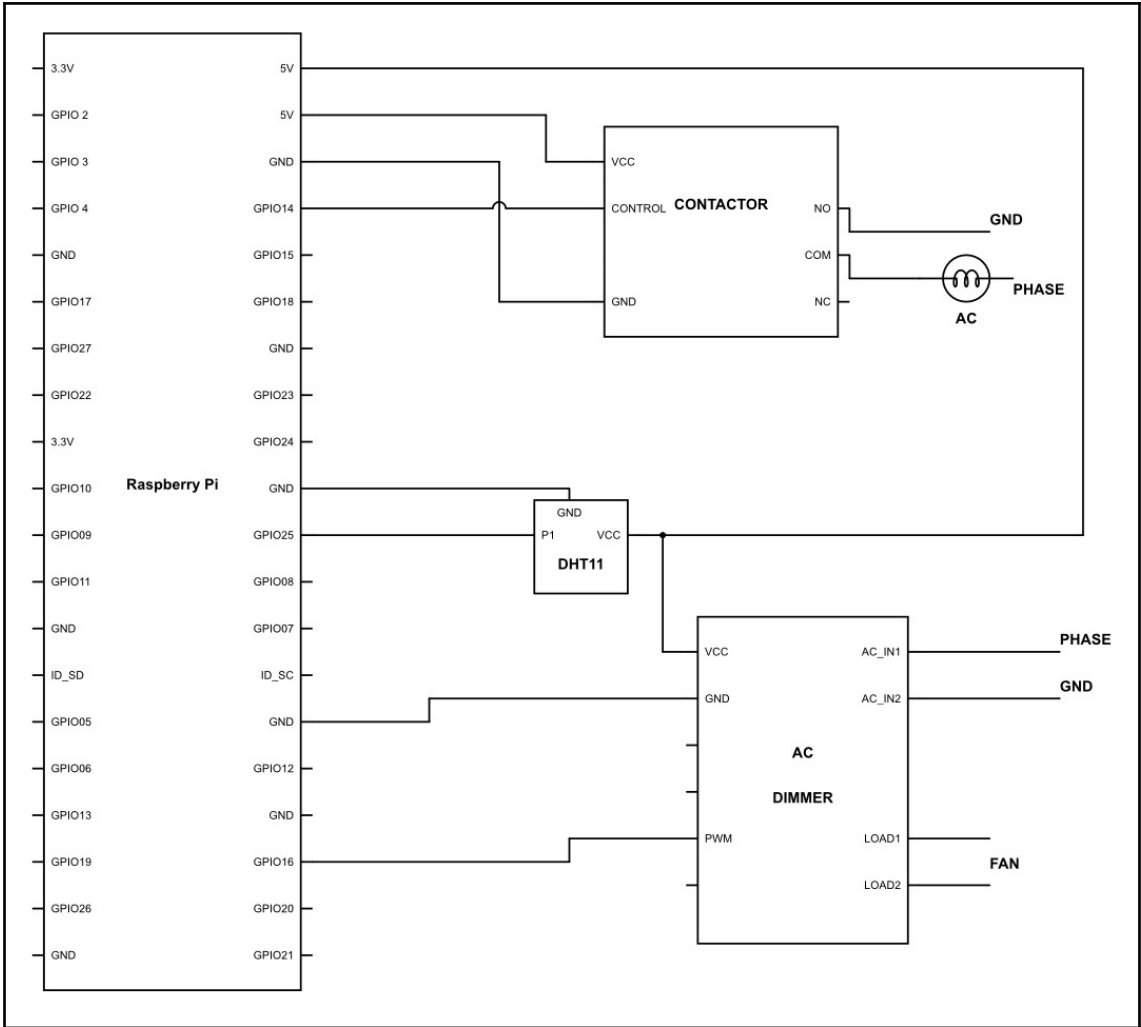 3.3V
GPIO 2
GPIO 3
GPIO 4
GND
GPIO17
GPIO27
GPIO22
3.3V
GPIO10
GPIO09
GPIO11
GND
ID_SD
GPIO05
GPIO06
GPIO13
GPIO19
GPIO26
GND
Raspberry Pi
5V
5V
GND
GPIO14
GPIO15
GPIO18
GND
GPIO23
GPIO24
GND
GPIO25
GPIO08
GPIO07
ID_SC
GND
GPIO12
GND
GPIO16
GPIO20
GPIO21
VCC
CONTROL
GND
CONTACTOR
NO
COM
NC
GND
PHASE
AC
GND
P1
VCC
DHT11
VCC
GND
PWM
AC
DIMMER
AC_IN1
AC_IN2
LOAD1
LOAD2
PHASE
GND
FAN